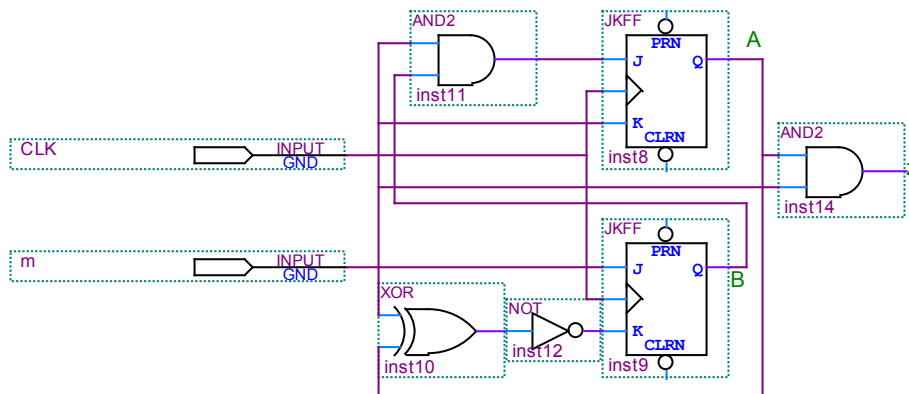 AND2
inst11
JKFF
PRN
J
Q
K
CLRN
inst8
A
CLK
INPUT
GND
AND2
inst14
m
INPUT
GND
JKFF
PRN
J
Q
K
CLRN
inst9
B
XOR
inst10
NOT
inst12